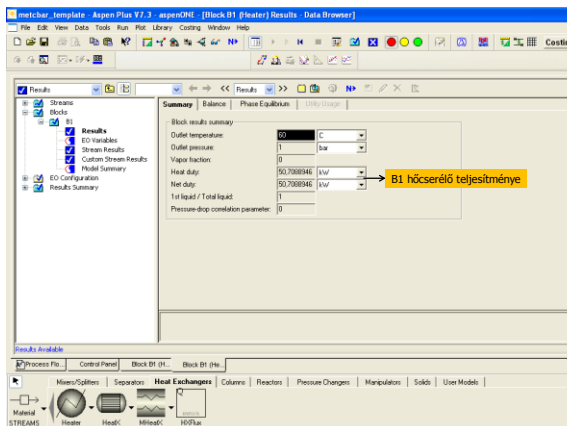 metcbar_template - Aspen Plus V7.3 - aspenONE - [Block B1 (Heater) Results - Data Browser]
File Edit View Data Tools Run Plot Library Costing Window Help
Costin
Results
Results
Streams
Blocks
B1
Results
EO Variables
Stream Results
Custom Stream Results
Model Summary
EO Configuration
Results Summary
Summary Balance Phase Equilibrium Utility Usage
Block results summary
Outlet temperature: 60 C
Outlet pressure: 1 bar
Vapor fraction: 0
Heat duty: 50,7088946 kW
Net duty: 50,7088946 kW
1st liquid / Total liquid: 1
Pressure-drop correlation parameter: 0
B1 hőcserélő teljesítménye
Results Available
Process Flo... Control Panel Block B1 (H... Block B1 (He...
Mixers/Splitters Separators Heat Exchangers Columns Reactors Pressure Changers Manipulators Solids User Models
Material
STREAMS Heater HeatX MHeatX HXFlux